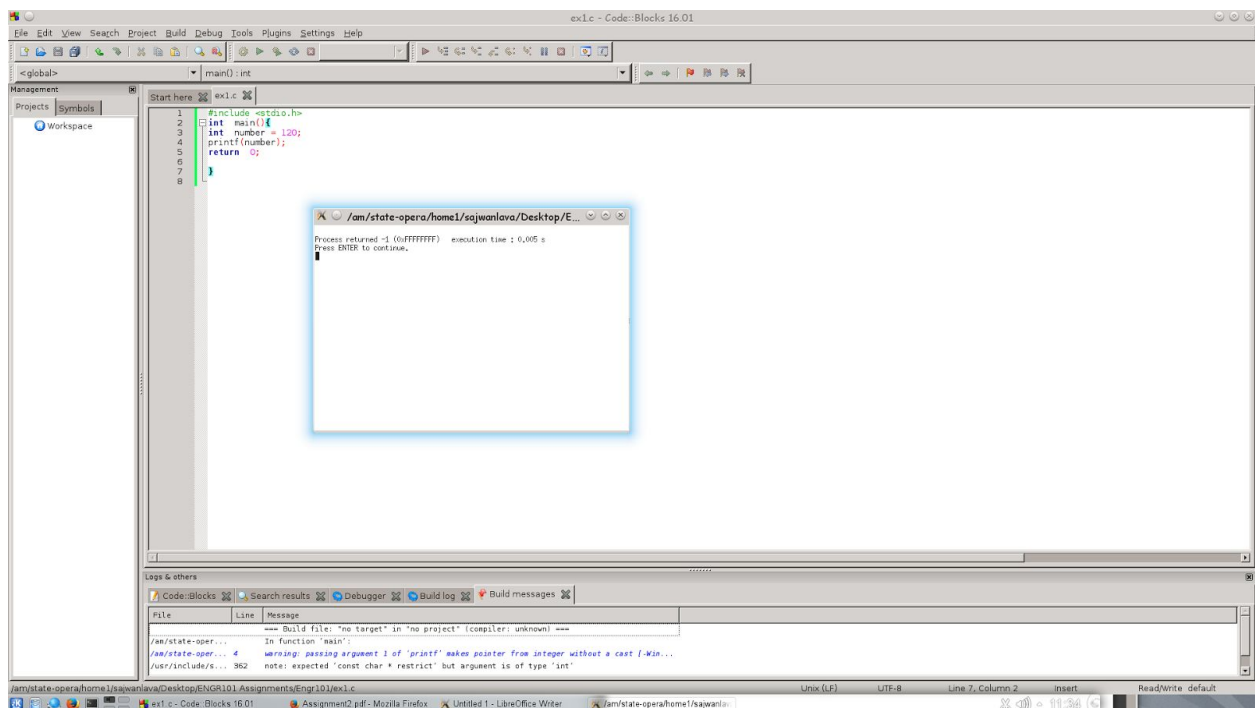 ex1.c - Code::Blocks 16.01
File Edit View Search Project Build Debug Tools Plugins Settings Help
<global> main() : int
Management
Projects Symbols
Workspace
Start here ex1.c
1 #include <stdio.h>
2 int main(){
3 int number = 120;
4 printf(number);
5 return 0;
6
7 }
8
/am/state-opera/home1/sajwanlava/Desktop/E...
Process returned -1 (0xFFFFFFFF) execution time : 0.005 s
Press ENTER to continue.
Logs & others
Code::Blocks Search results Debugger Build log Build messages
File Line Message
=== Build file: "no target" in "no project" (compiler: unknown) ===
/am/state-oper... In function 'main':
/am/state-oper... 4 warning: passing argument 1 of 'printf' makes pointer from integer without a cast [-Win...
/usr/include/s... 362 note: expected 'const char * restrict' but argument is of type 'int'
/am/state-opera/home1/sajwanlava/Desktop/ENGR101 Assignments/Engr101/ex1.c Unix (LF) UTF-8 Line 7, Column 2 Insert Read/Write default
ex1.c - Code::Blocks 16.01 Assignment2.pdf - Mozilla Firefox Untitled 1 - LibreOffice Writer /am/state-opera/home1/sajwanla 11:34